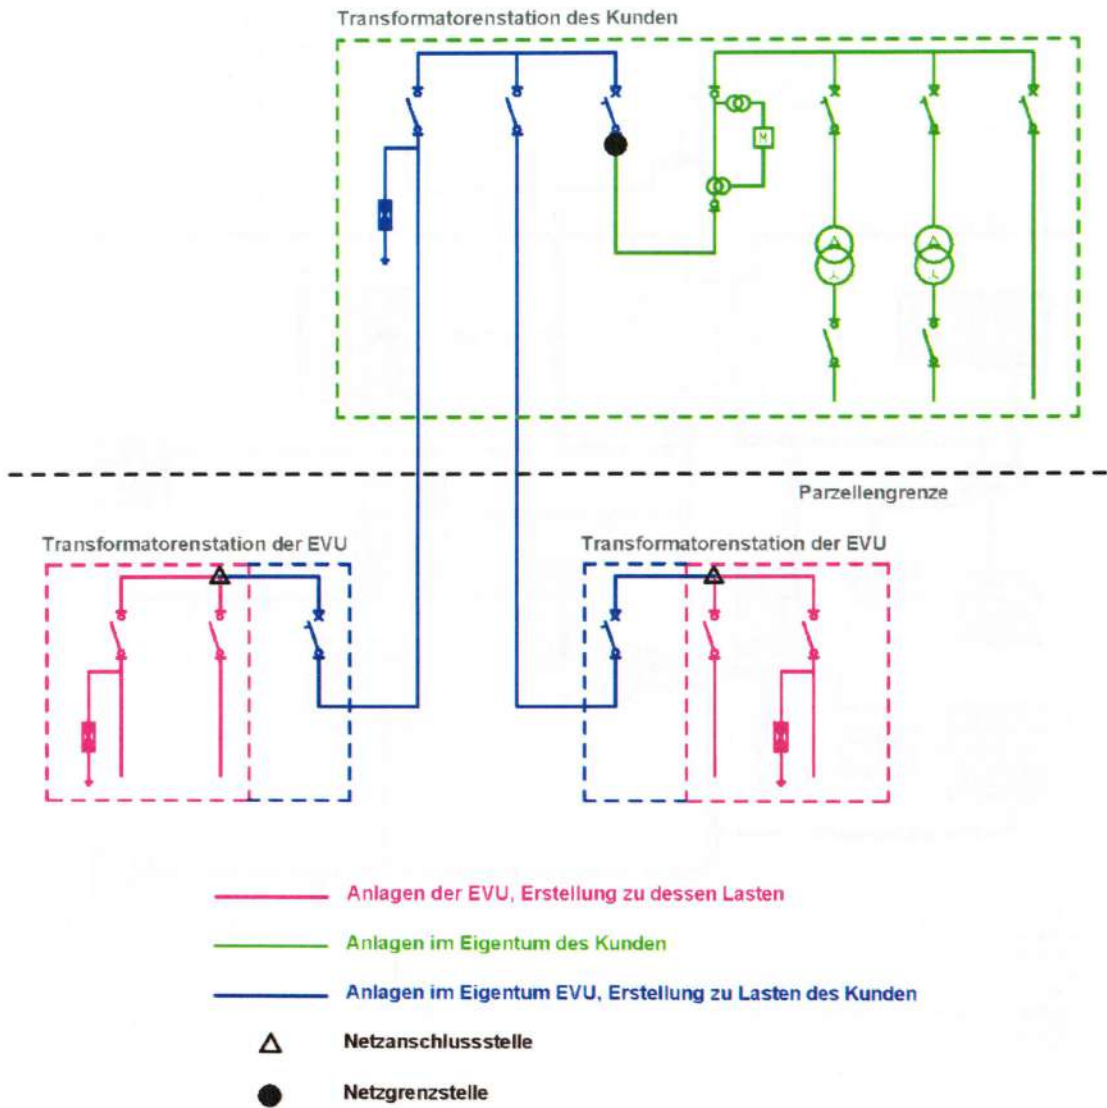 Transformatorenstation des Kunden
M
Parzellengrenze
Transformatorenstation der EVU
Transformatorenstation der EVU
Anlagen der EVU, Erstellung zu dessen Lasten
Anlagen im Eigentum des Kunden
Anlagen im Eigentum EVU, Erstellung zu Lasten des Kunden
Netzanschlussstelle
Netzgrenzstelle